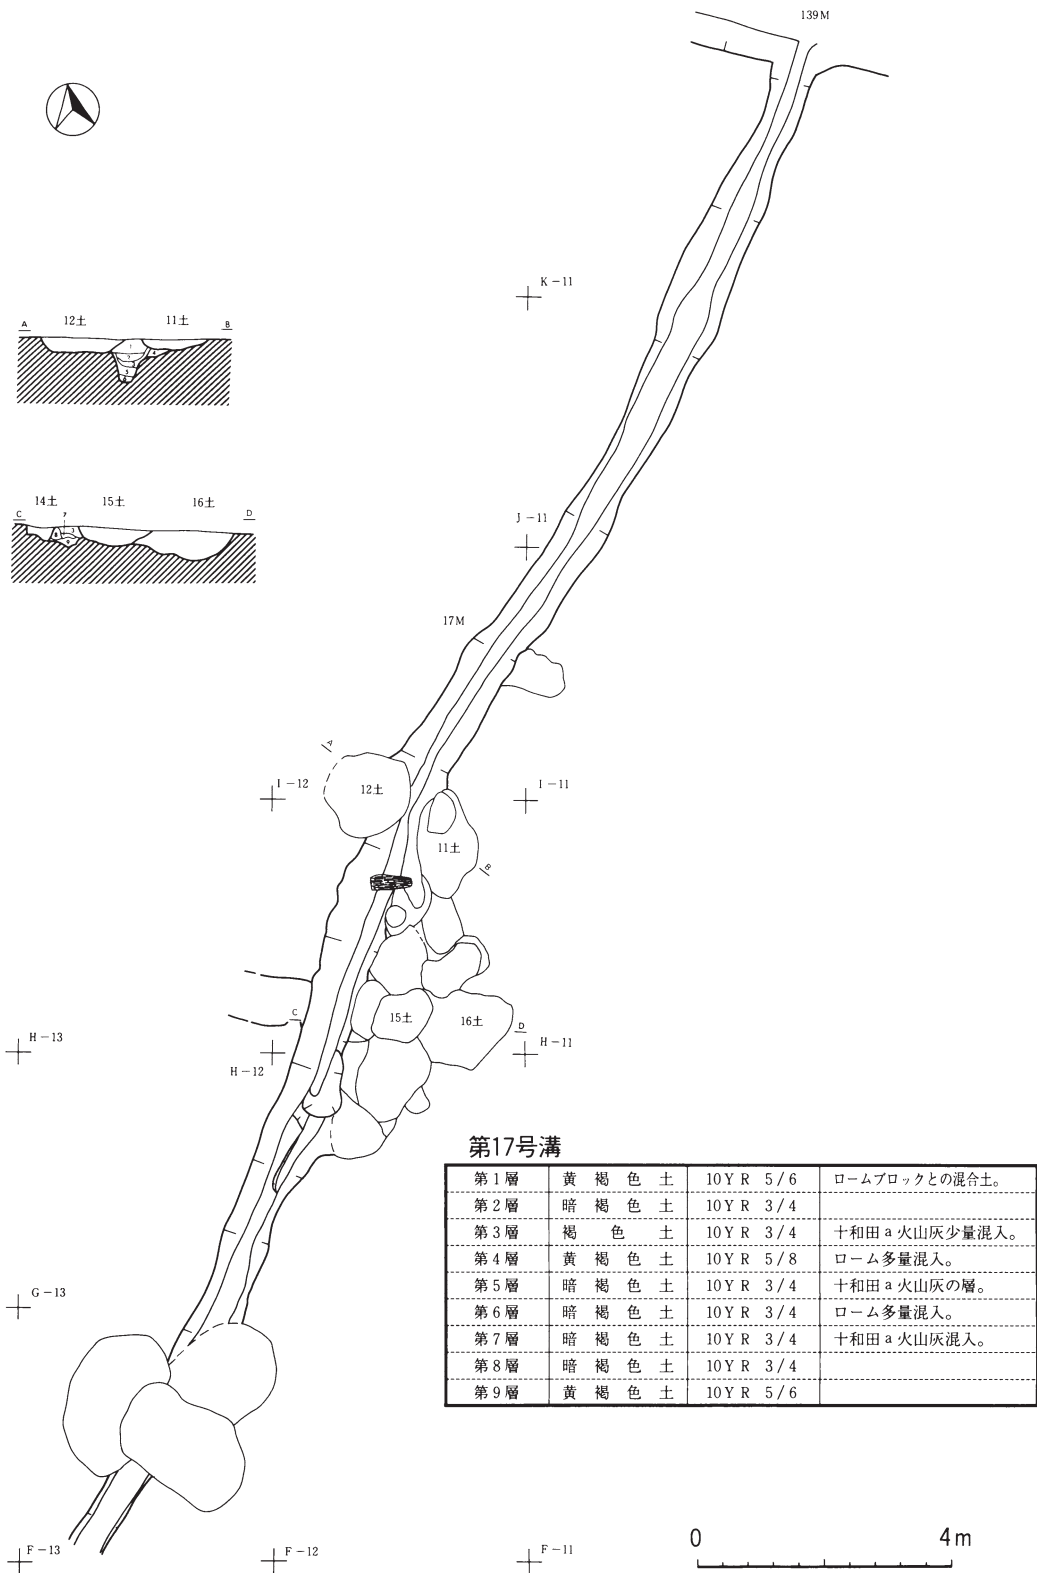 139M
K-11
A 12土 11土 B
1
14土 15土 16土
C 7 D
J-11
17M
A
I-12
12土
I-11
11土
B
C
15土
16土
D
H-13
H-12
H-11
第17号溝
第1層 黄褐色土 10YR 5/6 ロームブロックとの混合土。
第2層 暗褐色土 10YR 3/4
第3層 褐色土 10YR 3/4 十和田a火山灰少量混入。
第4層 黄褐色土 10YR 5/8 ローム多量混入。
第5層 暗褐色土 10YR 3/4 十和田a火山灰の層。
第6層 暗褐色土 10YR 3/4 ローム多量混入。
第7層 暗褐色土 10YR 3/4 十和田a火山灰混入。
第8層 暗褐色土 10YR 3/4
第9層 黄褐色土 10YR 5/6
G-13
0 4m
F-13
F-12
F-11